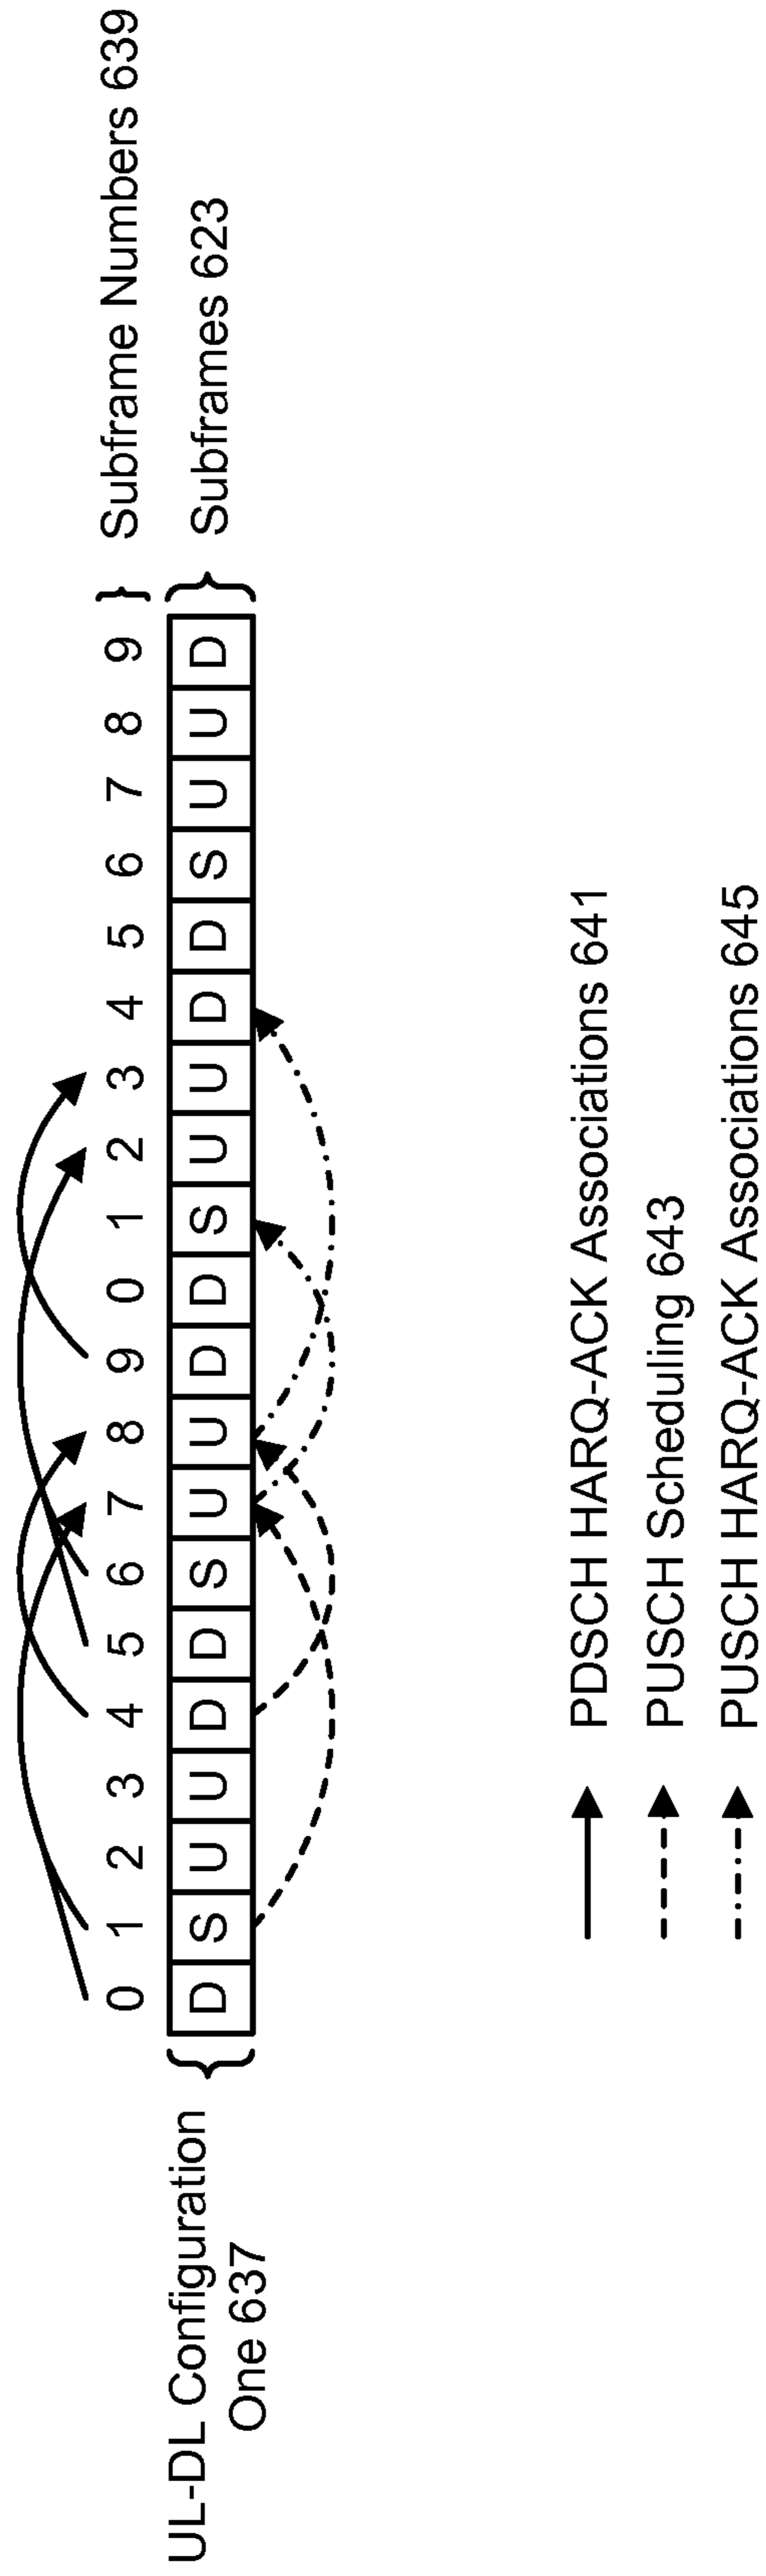 0 1 2 3 4 5 6 7 8 9 0 1 2 3 4 5 6 7 8 9 Subframe Numbers 639
UL-DL Configuration
One 637
D S U U D D S U U D D S U U D D S U U D Subframes 623
PDSCH HARQ-ACK Associations 641
PUSCH Scheduling 643
PUSCH HARQ-ACK Associations 645